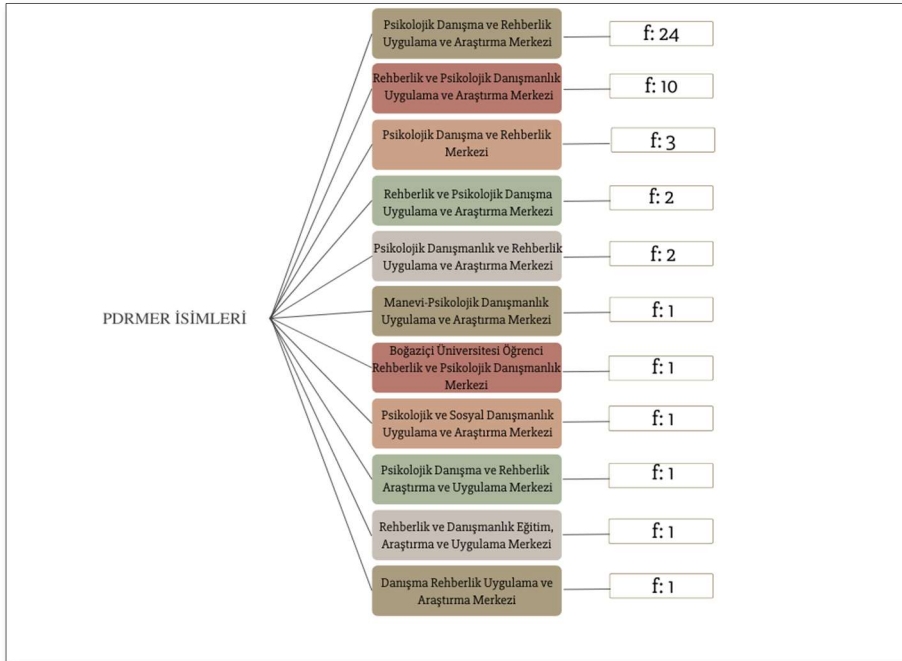 Psikolojik Danışma ve Rehberlik
Uygulama ve Araştırma Merkezi
f: 24
Rehberlik ve Psikolojik Danışmanlık
Uygulama ve Araştırma Merkezi
f: 10
Psikolojik Danışma ve Rehberlik
Merkezi
f: 3
Rehberlik ve Psikolojik Danışma
Uygulama ve Araştırma Merkezi
f: 2
Psikolojik Danışmanlık ve Rehberlik
Uygulama ve Araştırma Merkezi
f: 2
PDRMER İSİMLERİ
Manevi-Psikolojik Danışmanlık
Uygulama ve Araştırma Merkezi
f: 1
Boğaziçi Üniversitesi Öğrenci
Rehberlik ve Psikolojik Danışmanlık
Merkezi
f: 1
Psikolojik ve Sosyal Danışmanlık
Uygulama ve Araştırma Merkezi
f: 1
Psikolojik Danışma ve Rehberlik
Araştırma ve Uygulama Merkezi
f: 1
Rehberlik ve Danışmanlık Eğitim,
Araştırma ve Uygulama Merkezi
f: 1
Danışma Rehberlik Uygulama ve
Araştırma Merkezi
f: 1